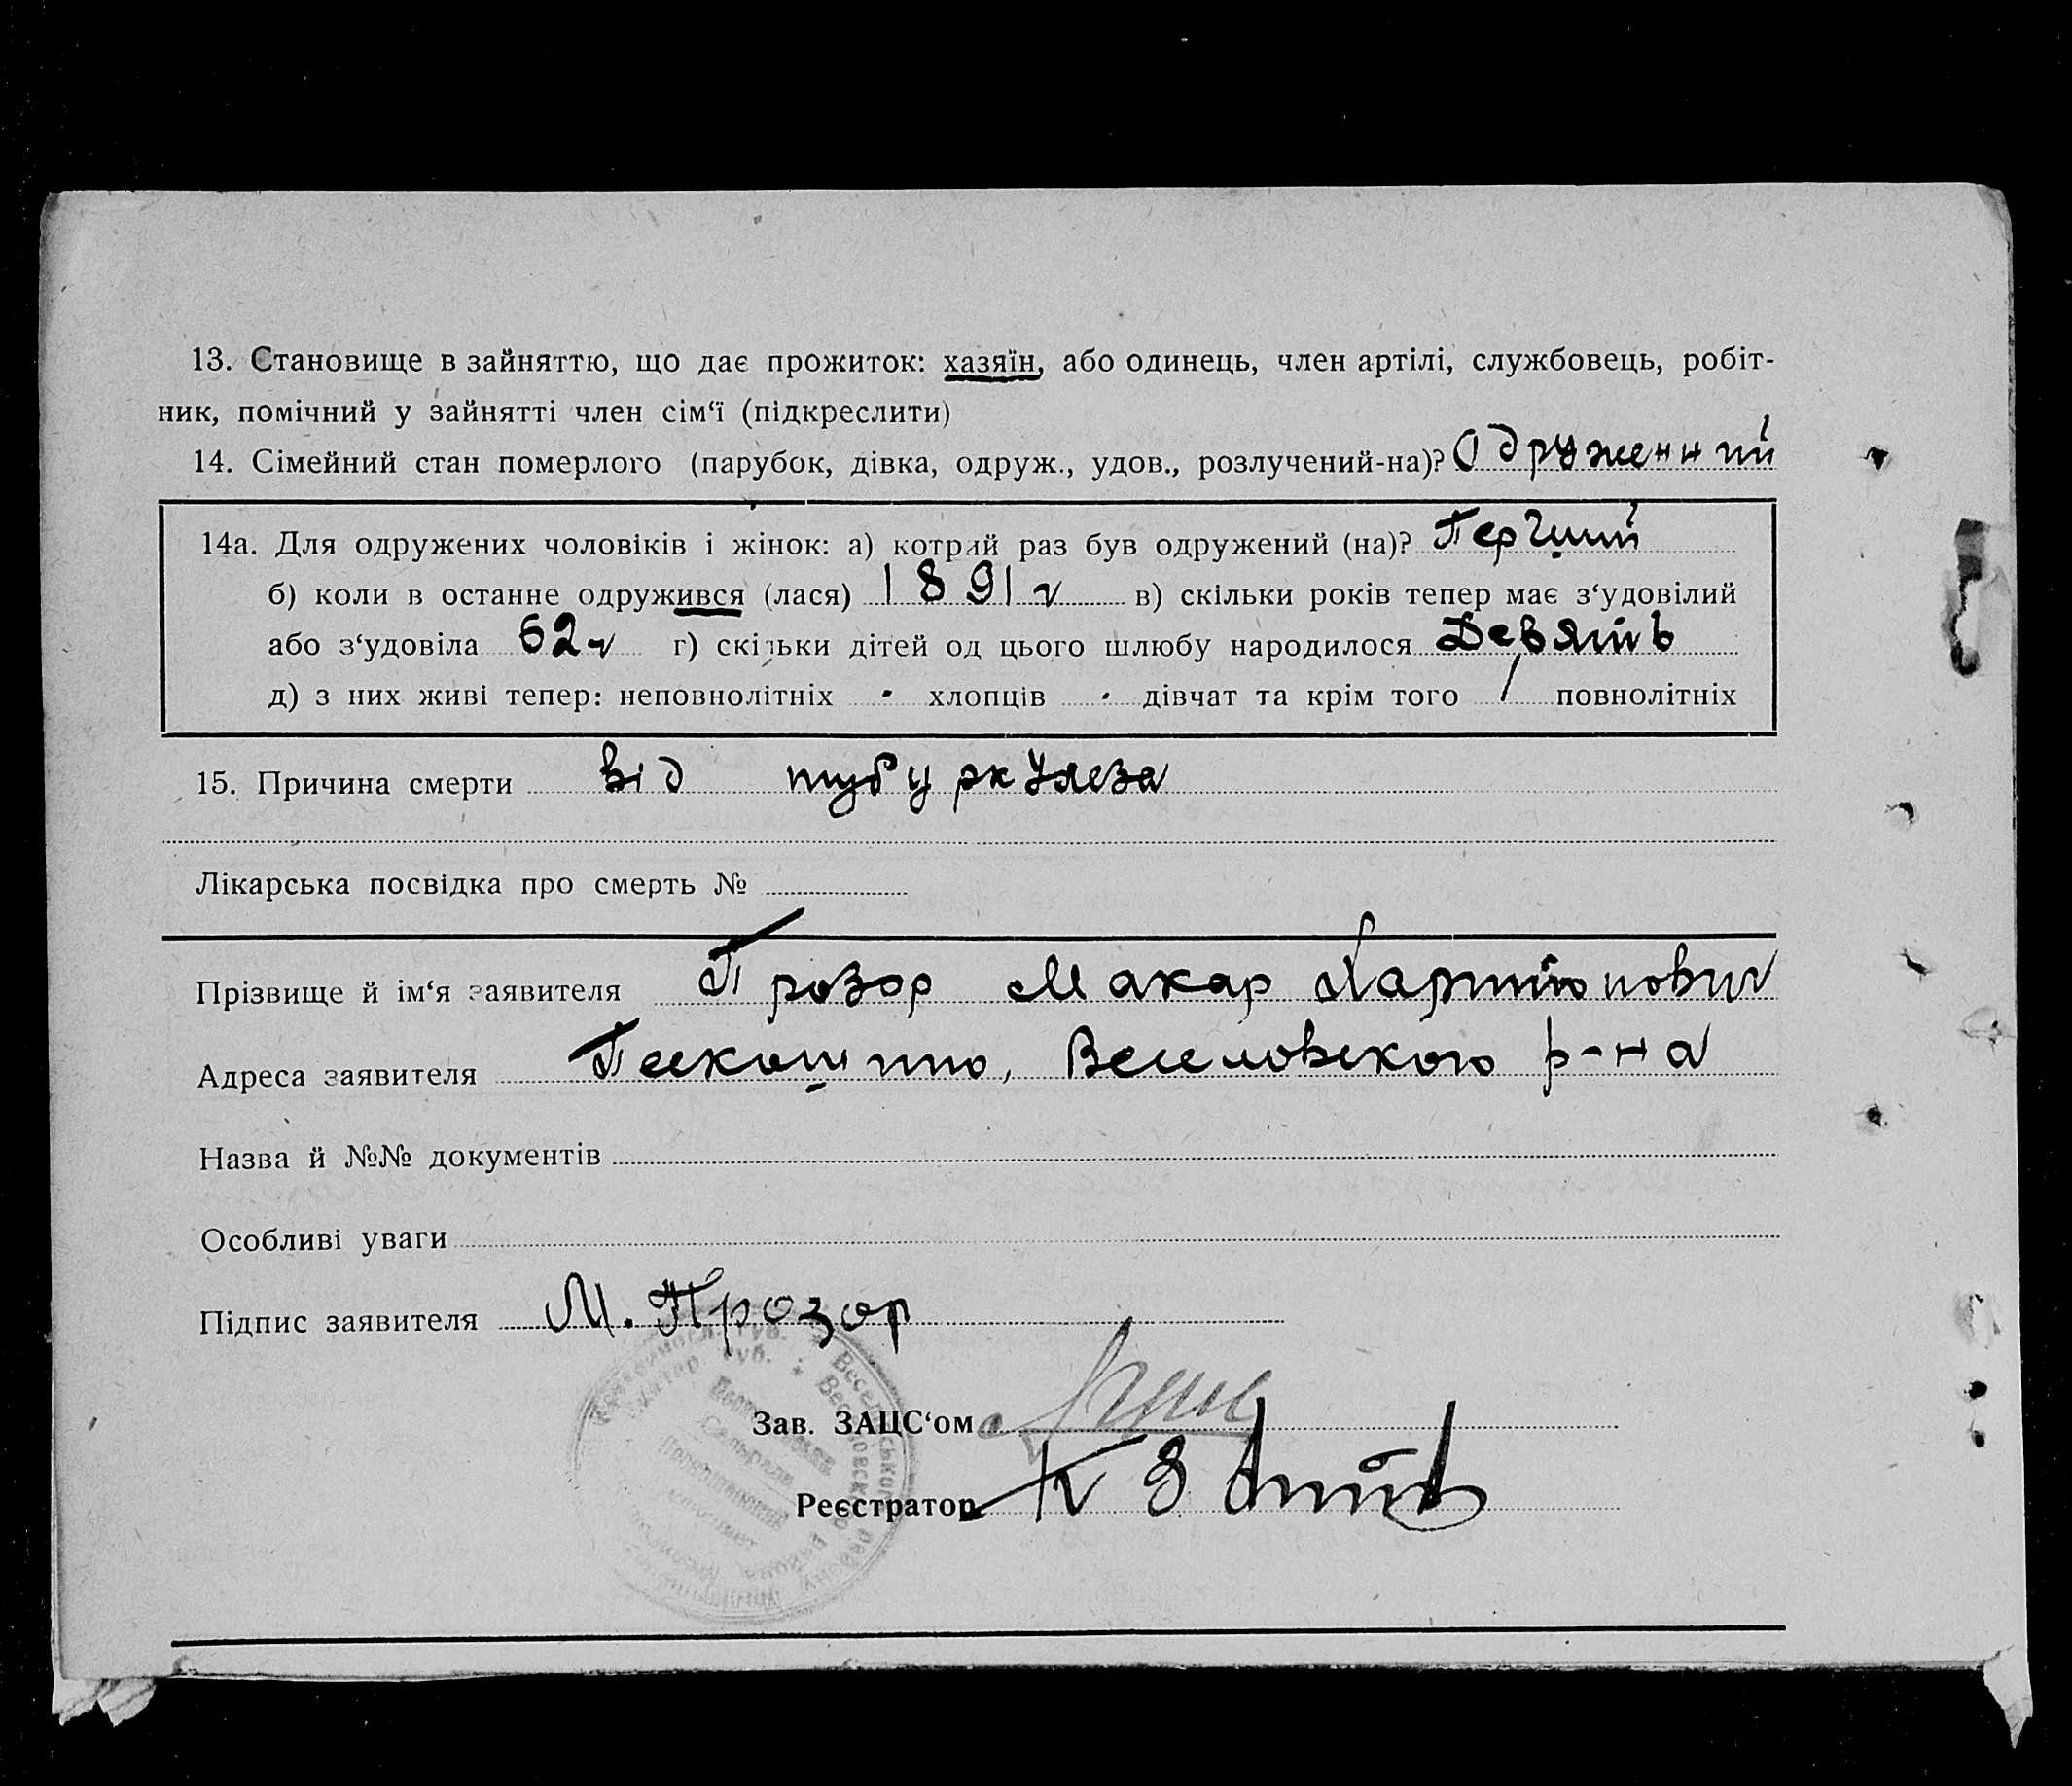 13. Становище в зайняттю, що дає прожиток: хазяїн, або одинець, член артілі, службовець, робіт-
ник, помічний у зайнятті член сім‘ї (підкреслити)
14. Сімейний стан померлого (парубок, дівка, одруж., удов., розлучений-на)? Одруженний
14а. Для одружених чоловіків і жінок: а) котрий раз був одружений (на)? Перший
б) коли в останне одружився (лася) 1891 г в) скільки років тепер має з‘удовілий
або з‘удовіла 62 г г) скільки дітей од цього шлюбу народилося Девять
д) з них живі тепер: неповнолітніх - хлопців - дівчат та крім того 1 повнолітніх
15. Причина смерти від тубуркулеза
Лікарська посвідка про смерть №
Прізвище й ім‘я заявителя Прозор Макар
Адреса заявителя Веселовского р-на
Назва й №№ документів
Особливі уваги
Підпис заявителя М. Прозор
Зав. ЗАЦС‘ом
Реєстратор